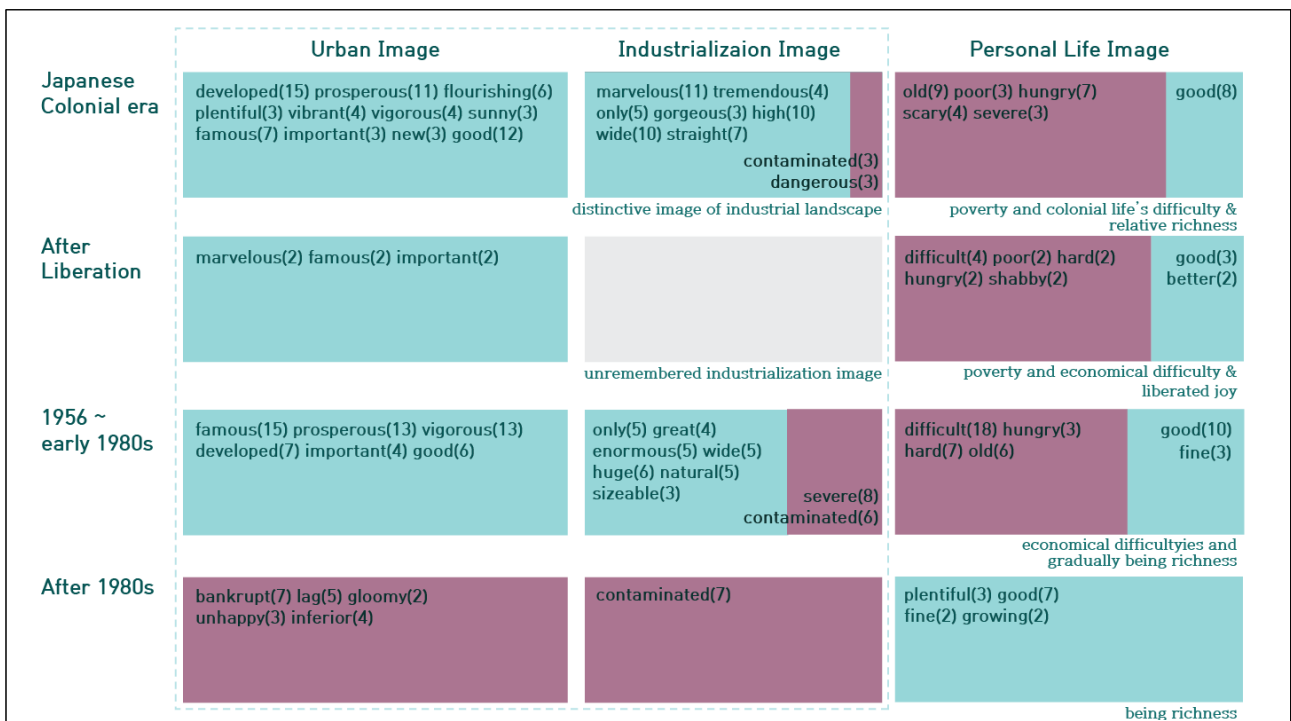 Urban Image
Industrializaion Image
Personal Life Image
Japanese
Colonial era
developed(15) prosperous(11) flourishing(6)
plentiful(3) vibrant(4) vigorous(4) sunny(3)
famous(7) important(3) new(3) good(12)
marvelous(11) tremendous(4)
only(5) gorgeous(3) high(10)
wide(10) straight(7)
contaminated(3)
dangerous(3)
distinctive image of industrial landscape
old(9) poor(3) hungry(7)
scary(4) severe(3)
good(8)
poverty and colonial life's difficulty &
relative richness
After
Liberation
marvelous(2) famous(2) important(2)
unremembered industrialization image
difficult(4) poor(2) hard(2)
hungry(2) shabby(2)
good(3)
better(2)
poverty and economical difficulty &
liberated joy
1956 ~
early 1980s
famous(15) prosperous(13) vigorous(13)
developed(7) important(4) good(6)
only(5) great(4)
enormous(5) wide(5)
huge(6) natural(5)
sizeable(3)
severe(8)
contaminated(6)
difficult(18) hungry(3)
hard(7) old(6)
good(10)
fine(3)
economical difficultyies and
gradually being richness
After 1980s
bankrupt(7) lag(5) gloomy(2)
unhappy(3) inferior(4)
contaminated(7)
plentiful(3) good(7)
fine(2) growing(2)
being richness